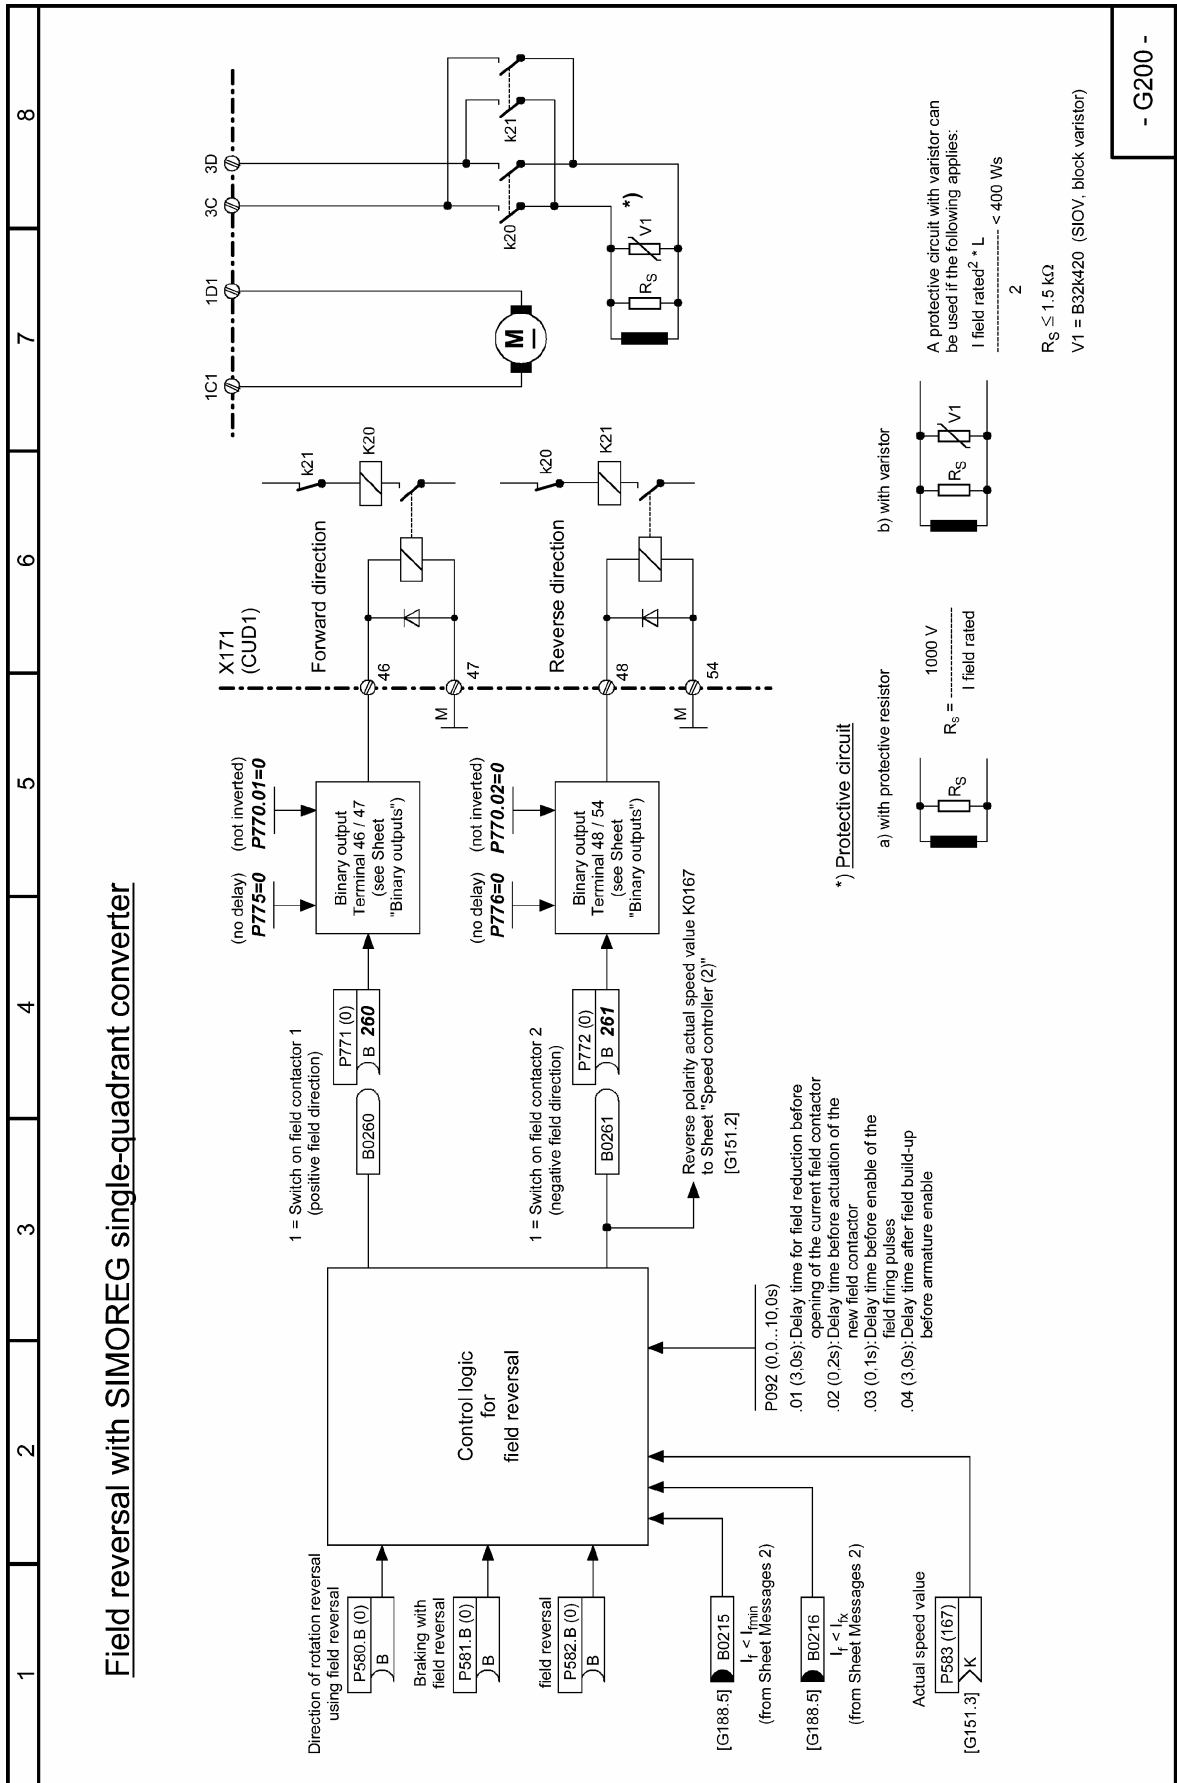 Field reversal with SIMOREG single-quadrant converter
1
2
3
4
5
6
7
8
Direction of rotation reversal
using field reversal
P580.B (0)
B
Braking with
field reversal
P581.B (0)
B
field reversal
P582.B (0)
B
[G188.5]
B0215
If < Ifmin
(from Sheet Messages 2)
[G188.5]
B0216
If < Ifx
(from Sheet Messages 2)
Actual speed value
P583 (167)
K
[G151.3]
Control logic
for
field reversal
P092 (0,0...10,0s)
.01 (3,0s): Delay time for field reduction before
opening of the current field contactor
.02 (0,2s): Delay time before actuation of the
new field contactor
.03 (0,1s): Delay time before enable of the
field firing pulses
.04 (3,0s): Delay time after field build-up
before armature enable
1 = Switch on field contactor 1
(positive field direction)
B0260
P771 (0)
B 260
1 = Switch on field contactor 2
(negative field direction)
B0261
P772 (0)
B 261
Reverse polarity actual speed value K0167
to Sheet "Speed controller (2)"
[G151.2]
(no delay)
P775=0
(not inverted)
P770.01=0
Binary output
Terminal 46 / 47
(see Sheet
"Binary outputs")
(no delay)
P776=0
(not inverted)
P770.02=0
Binary output
Terminal 48 / 54
(see Sheet
"Binary outputs")
X171
(CUD1)
46
M
47
48
M
54
Forward direction
k21
K20
Reverse direction
k20
K21
1C1
1D1
3C
3D
M
k20
k21
RS
V1
*)
*) Protective circuit
a) with protective resistor
RS
1000 V
Rs = ------------
I field rated
b) with varistor
RS
V1
A protective circuit with varistor can
be used if the following applies:
I field rated² * L
-------------------- < 400 Ws
2
RS ≤ 1.5 kΩ
V1 = B32k420 (SIOV, block varistor)
- G200 -